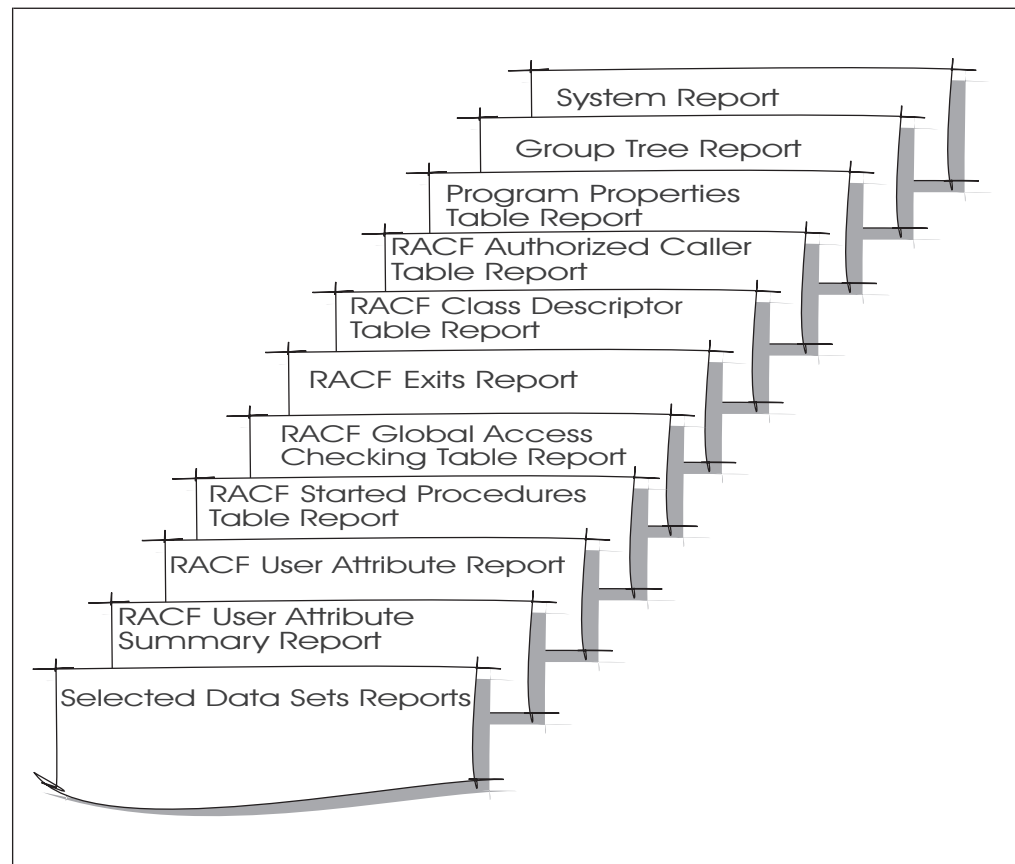 System Report
Group Tree Report
Program Properties
Table Report
RACF Authorized Caller
Table Report
RACF Class Descriptor
Table Report
RACF Exits Report
RACF Global Access
Checking Table Report
RACF Started Procedures
Table Report
RACF User Attribute Report
RACF User Attribute
Summary Report
Selected Data Sets Reports